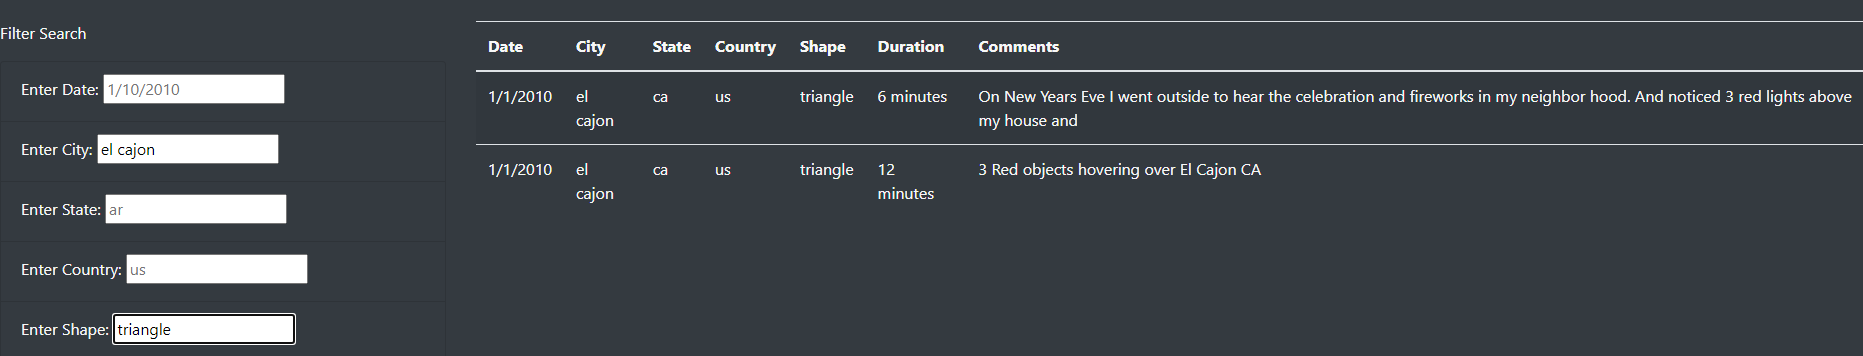 Filter Search
Enter Date: 1/10/2010
Enter City: el cajon
Enter State: ar
Enter Country: us
Enter Shape: triangle
Date City State Country Shape Duration Comments
1/1/2010 el ca us triangle 6 minutes On New Years Eve I went outside to hear the celebration and fireworks in my neighbor hood. And noticed 3 red lights above
cajon my house and
1/1/2010 el ca us triangle 12 3 Red objects hovering over El Cajon CA
cajon minutes